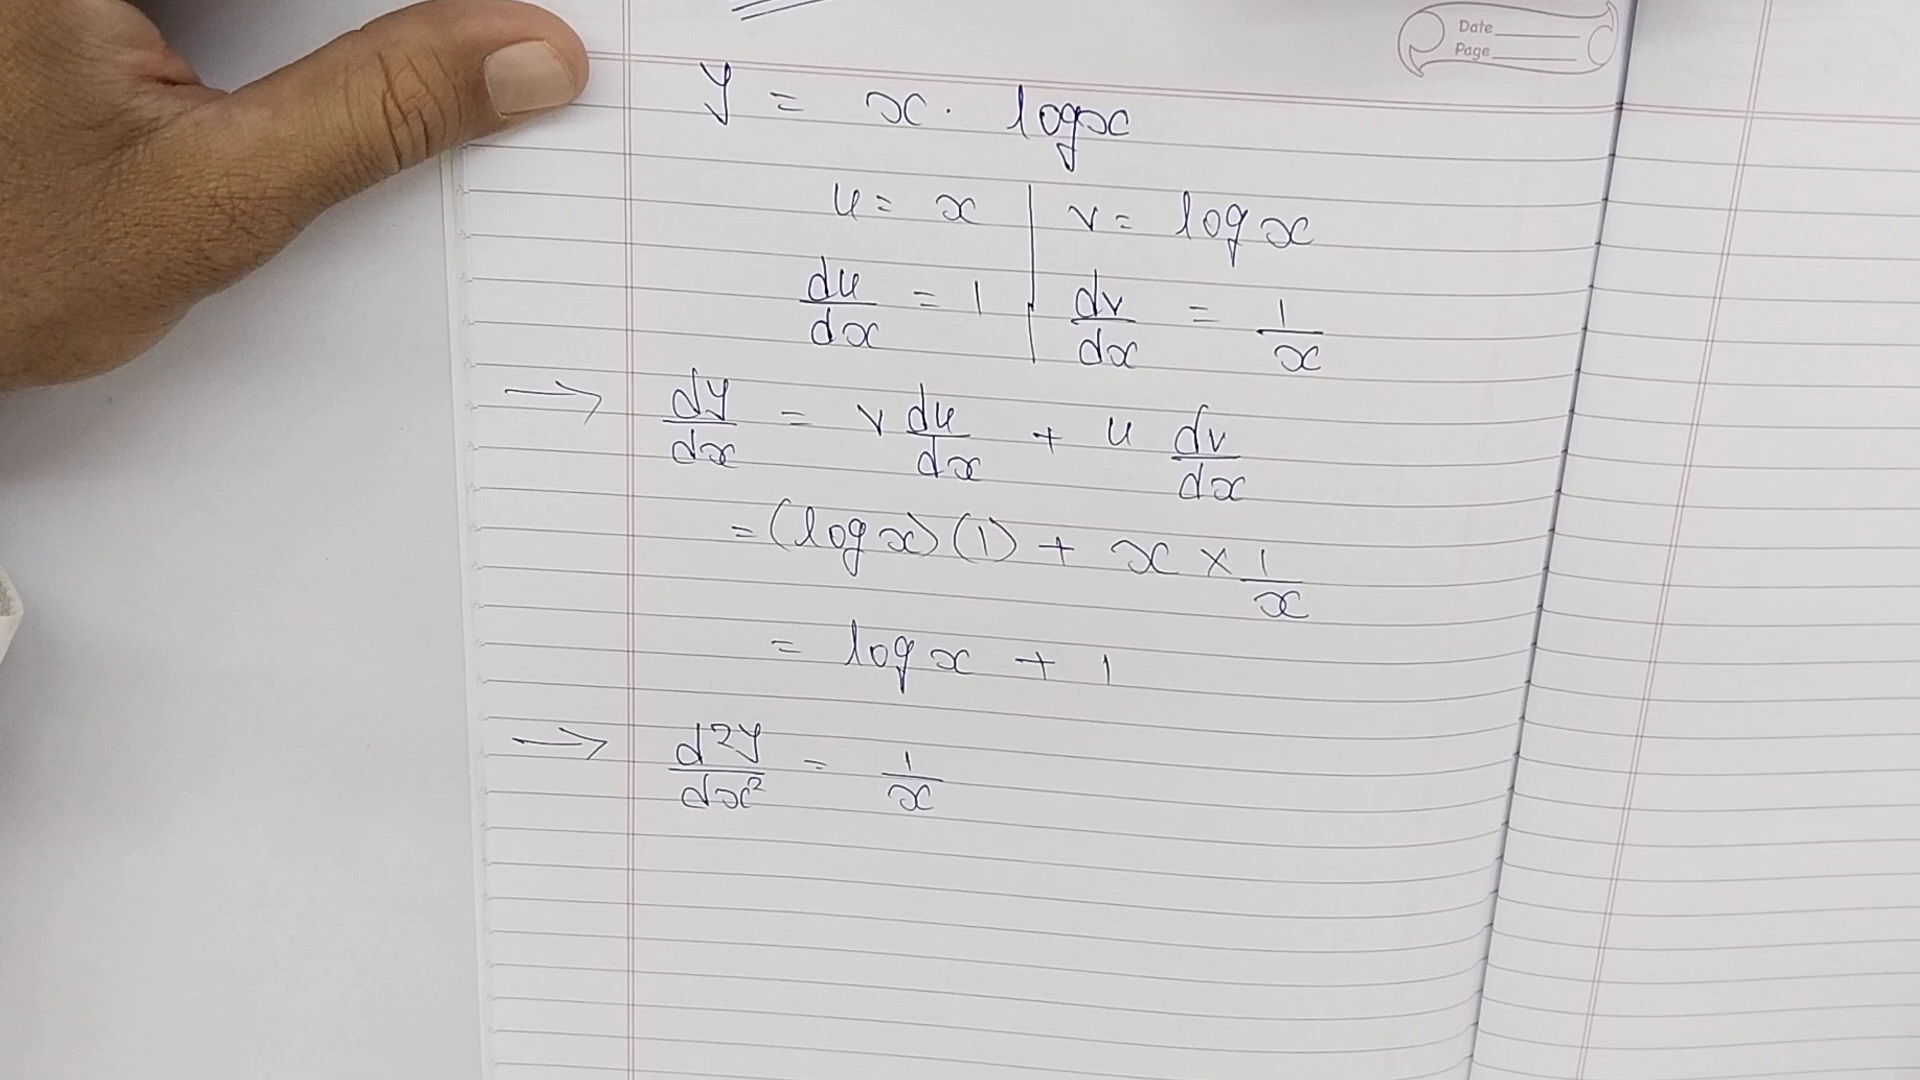 Date
Page
y = x . logx
u = x | v = log x
du/dx = 1 | dv/dx = 1/x
→ dy/dx = v du/dx + u dv/dx
= (log x) (1) + x × 1/x
= log x + 1
→ d²y/dx² = 1/x